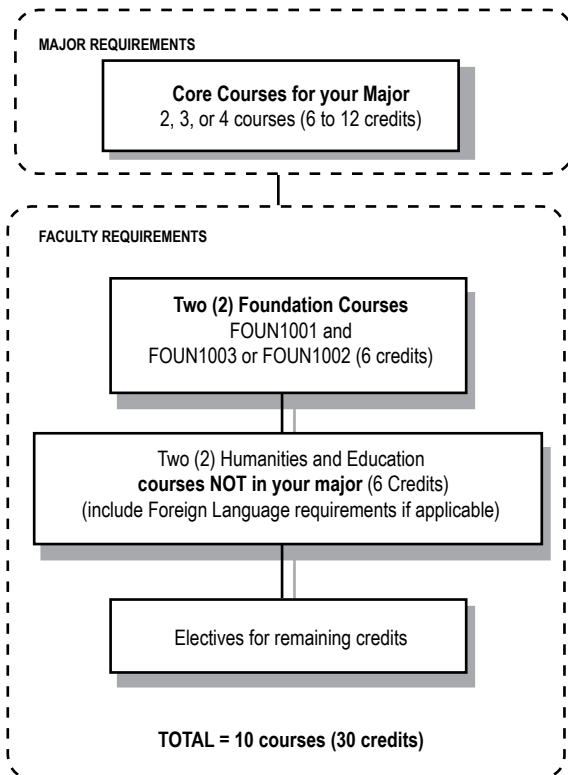 MAJOR REQUIREMENTS
Core Courses for your Major
2, 3, or 4 courses (6 to 12 credits)
FACULTY REQUIREMENTS
Two (2) Foundation Courses
FOUN1001 and
FOUN1003 or FOUN1002 (6 credits)
Two (2) Humanities and Education
courses NOT in your major (6 Credits)
(include Foreign Language requirements if applicable)
Electives for remaining credits
TOTAL = 10 courses (30 credits)